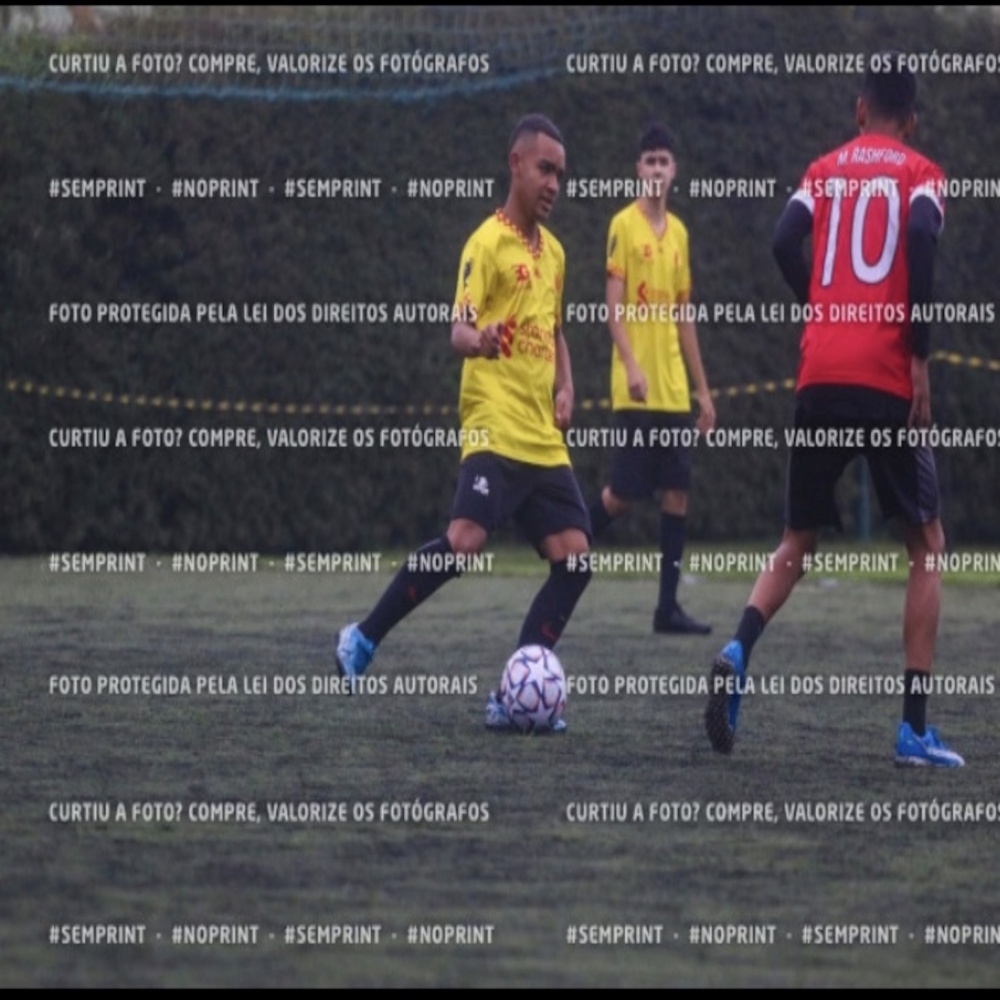 CURTIU A FOTO? COMPRE, VALORIZE OS FOTÓGRAFOS CURTIU A FOTO? COMPRE, VALORIZE OS FOTÓGRAFOS
M. RASHFORD
#SEMPRINT - #NOPRINT - #SEMPRINT - #NOPRINT #SEMPRINT - #NOPRINT - #SEMPRINT - #NOPRIN
10
FOTO PROTEGIDA PELA LEI DOS DIREITOS AUTORAIS FOTO PROTEGIDA PELA LEI DOS DIREITOS AUTORAIS
CURTIU A FOTO? COMPRE, VALORIZE OS FOTÓGRAFOS CURTIU A FOTO? COMPRE, VALORIZE OS FOTÓGRAFOS
#SEMPRINT - #NOPRINT - #SEMPRINT - #NOPRINT #SEMPRINT - #NOPRINT - #SEMPRINT - #NOPRIN
FOTO PROTEGIDA PELA LEI DOS DIREITOS AUTORAIS FOTO PROTEGIDA PELA LEI DOS DIREITOS AUTORAIS
CURTIU A FOTO? COMPRE, VALORIZE OS FOTÓGRAFOS CURTIU A FOTO? COMPRE, VALORIZE OS FOTÓGRAFOS
#SEMPRINT - #NOPRINT - #SEMPRINT - #NOPRINT #SEMPRINT - #NOPRINT - #SEMPRINT - #NOPRIN